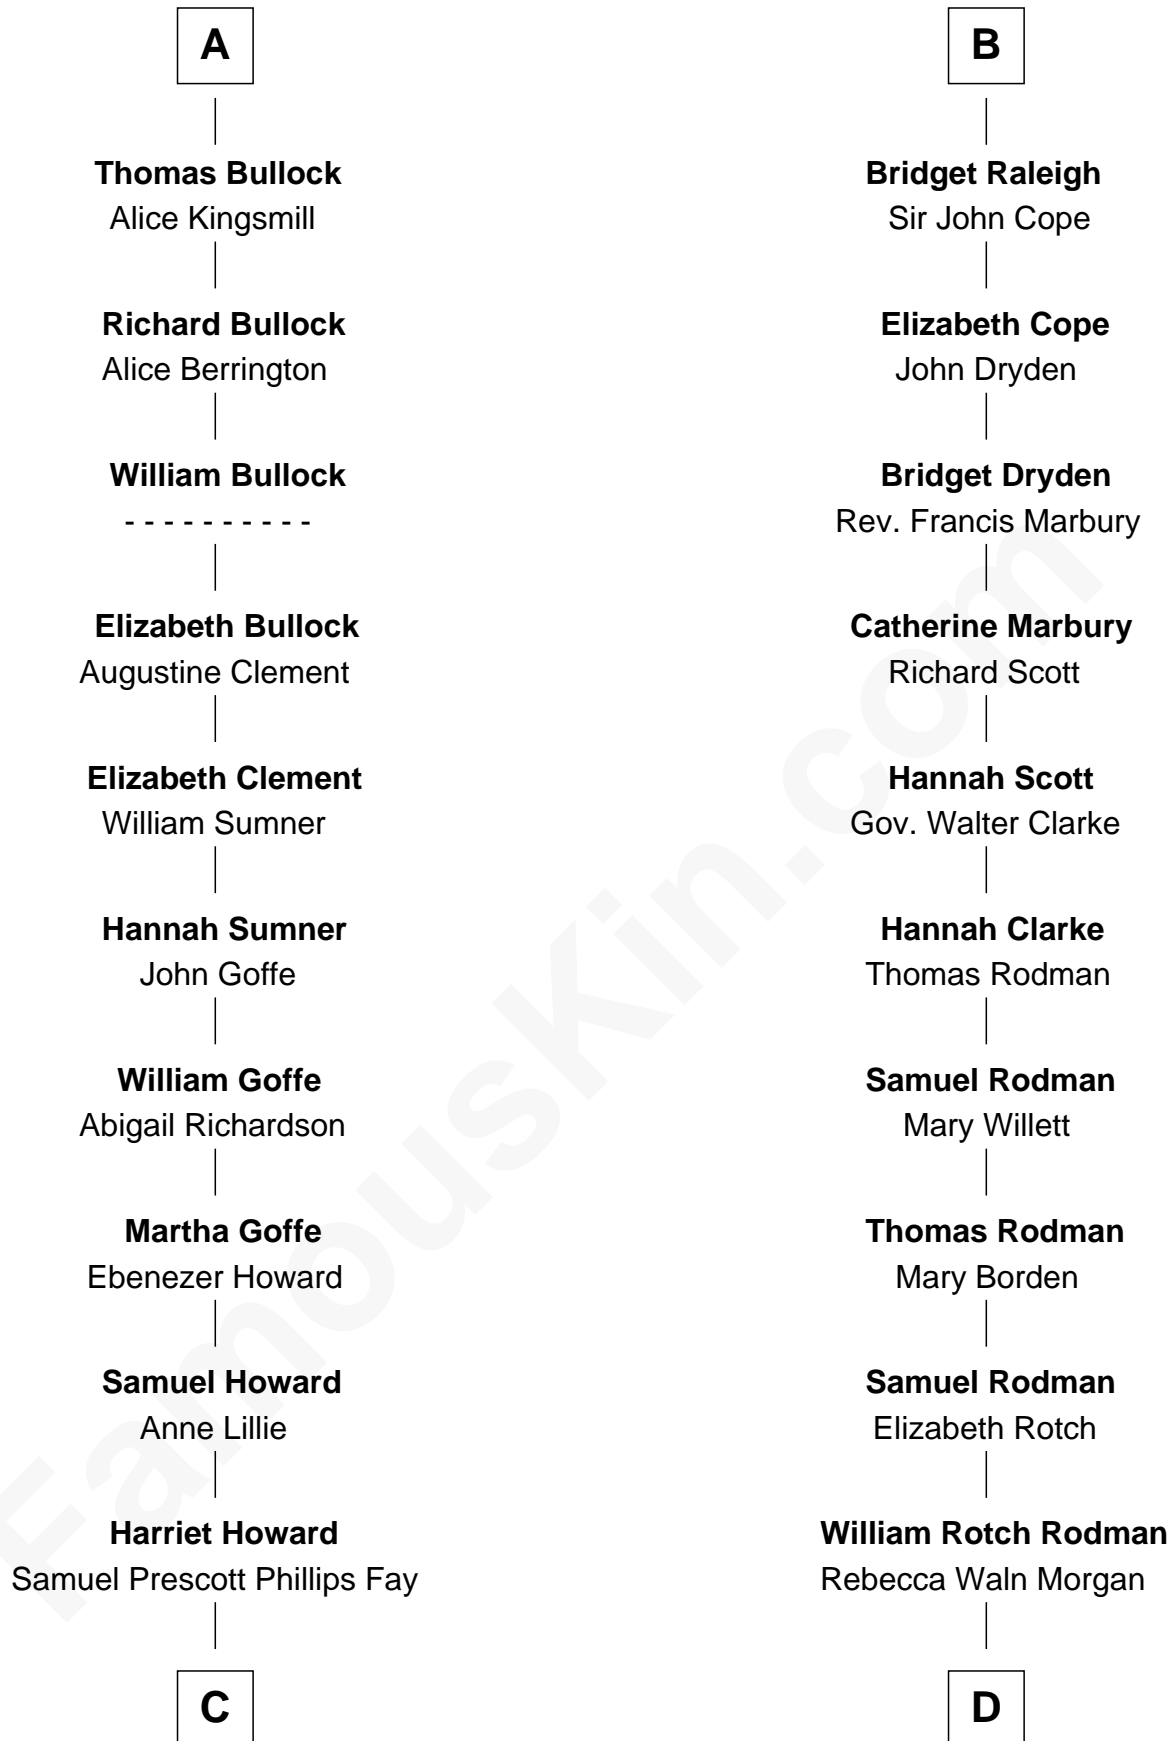 A
Thomas Bullock
Alice Kingsmill
Richard Bullock
Alice Berrington
William Bullock
- - - - - - - - - -
Elizabeth Bullock
Augustine Clement
Elizabeth Clement
William Sumner
Hannah Sumner
John Goffe
William Goffe
Abigail Richardson
Martha Goffe
Ebenezer Howard
Samuel Howard
Anne Lillie
Harriet Howard
Samuel Prescott Phillips Fay
C
B
Bridget Raleigh
Sir John Cope
Elizabeth Cope
John Dryden
Bridget Dryden
Rev. Francis Marbury
Catherine Marbury
Richard Scott
Hannah Scott
Gov. Walter Clarke
Hannah Clarke
Thomas Rodman
Samuel Rodman
Mary Willett
Thomas Rodman
Mary Borden
Samuel Rodman
Elizabeth Rotch
William Rotch Rodman
Rebecca Waln Morgan
D
FamousKin.com